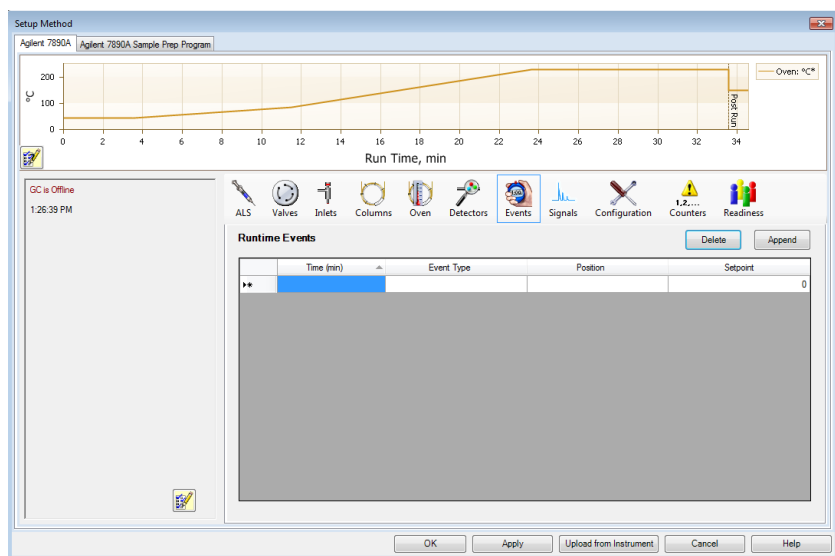 Setup Method
Agilent 7890A Agilent 7890A Sample Prep Program
200
100
0
°C
Oven: °C*
Post Run
0 2 4 6 8 10 12 14 16 18 20 22 24 26 28 30 32 34
Run Time, min
GC is Offline
1:26:39 PM
1.00
1,2,...
ALS Valves Inlets Columns Oven Detectors Events Signals Configuration Counters Readiness
Runtime Events
Delete Append
Time (min) Event Type Position Setpoint
0
OK Apply Upload from Instrument Cancel Help